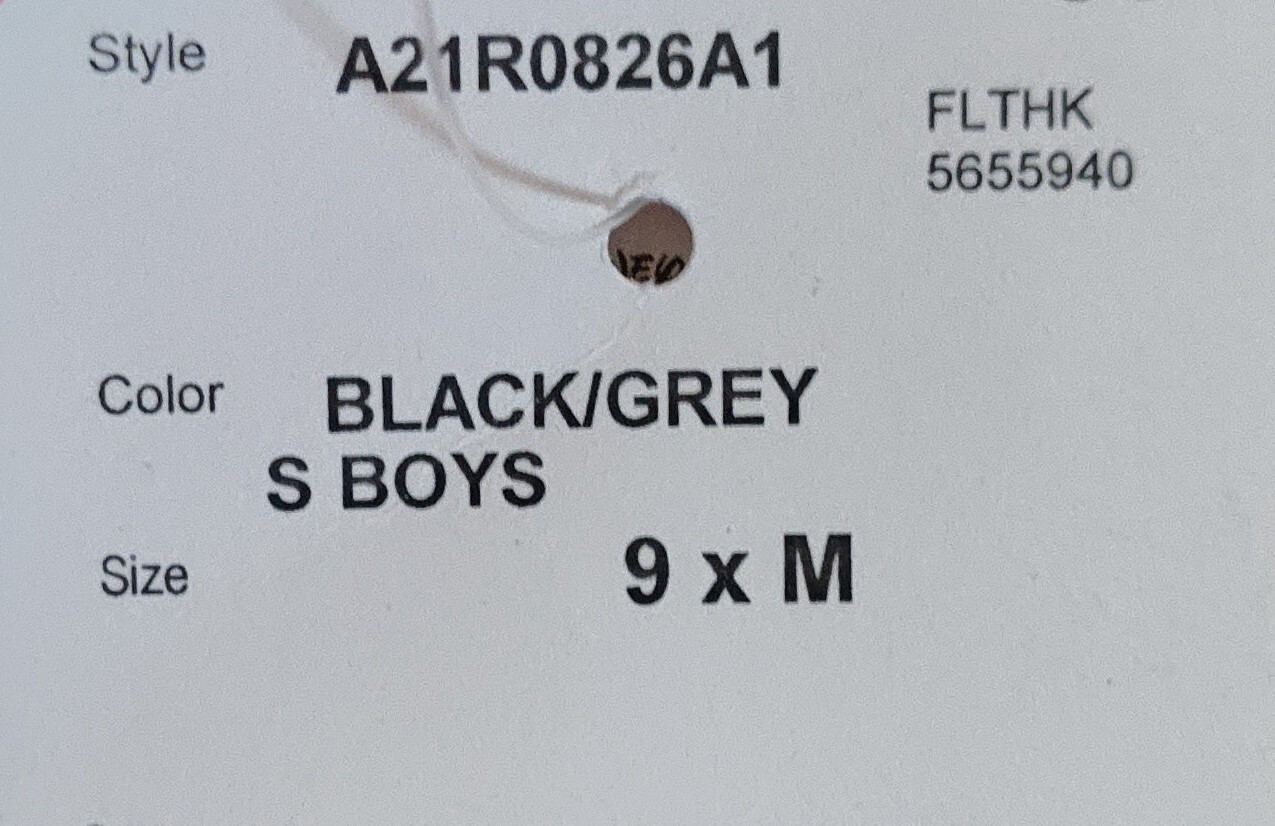 Style A21R0826A1
FLTHK
5655940
Color BLACK/GREY
S BOYS
Size 9 x M